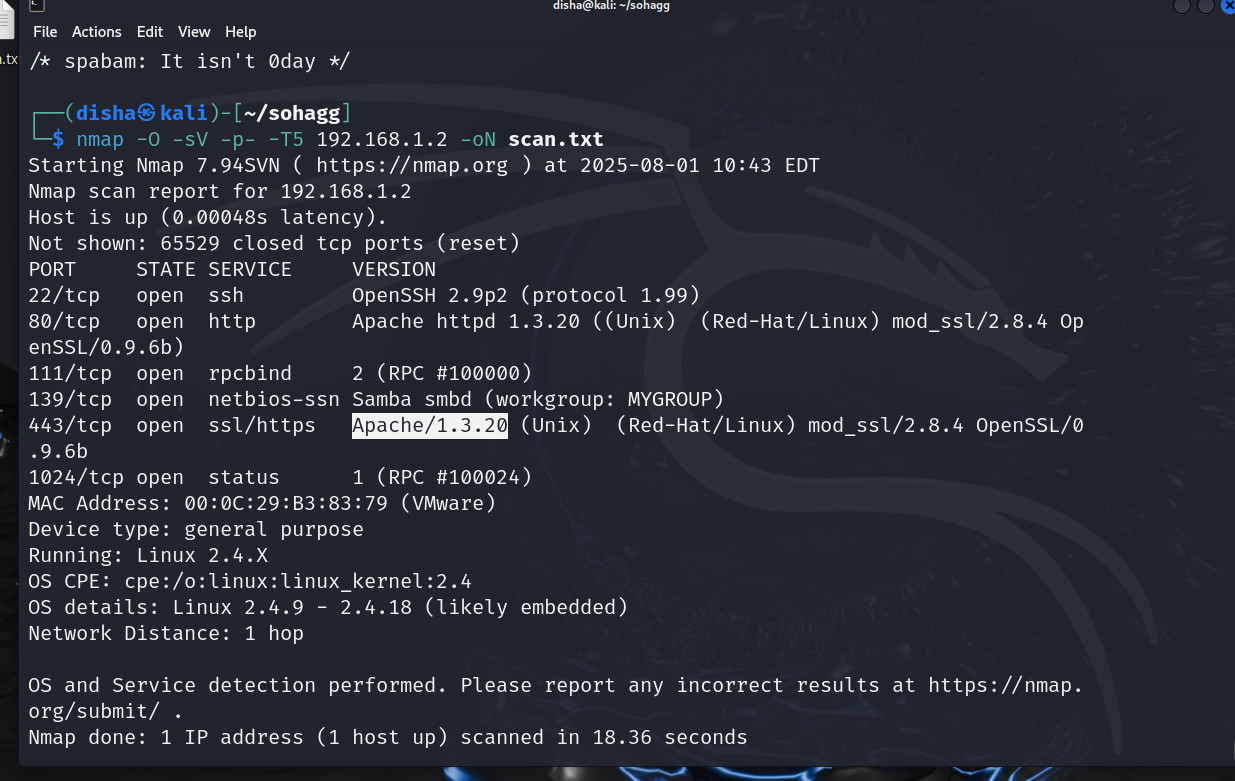 disha@kali: ~/sohagg
File Actions Edit View Help
/* spabam: It isn't 0day */
┌──(disha㉿kali)-[~/sohagg]
└─$ nmap -O -sV -p- -T5 192.168.1.2 -oN scan.txt
Starting Nmap 7.94SVN ( https://nmap.org ) at 2025-08-01 10:43 EDT
Nmap scan report for 192.168.1.2
Host is up (0.00048s latency).
Not shown: 65529 closed tcp ports (reset)
PORT     STATE SERVICE     VERSION
22/tcp   open  ssh         OpenSSH 2.9p2 (protocol 1.99)
80/tcp   open  http        Apache httpd 1.3.20 ((Unix)  (Red-Hat/Linux) mod_ssl/2.8.4 Op
enSSL/0.9.6b)
111/tcp  open  rpcbind     2 (RPC #100000)
139/tcp  open  netbios-ssn Samba smbd (workgroup: MYGROUP)
443/tcp  open  ssl/https   Apache/1.3.20 (Unix)  (Red-Hat/Linux) mod_ssl/2.8.4 OpenSSL/0
.9.6b
1024/tcp open  status      1 (RPC #100024)
MAC Address: 00:0C:29:B3:83:79 (VMware)
Device type: general purpose
Running: Linux 2.4.X
OS CPE: cpe:/o:linux:linux_kernel:2.4
OS details: Linux 2.4.9 - 2.4.18 (likely embedded)
Network Distance: 1 hop
OS and Service detection performed. Please report any incorrect results at https://nmap.
org/submit/ .
Nmap done: 1 IP address (1 host up) scanned in 18.36 seconds